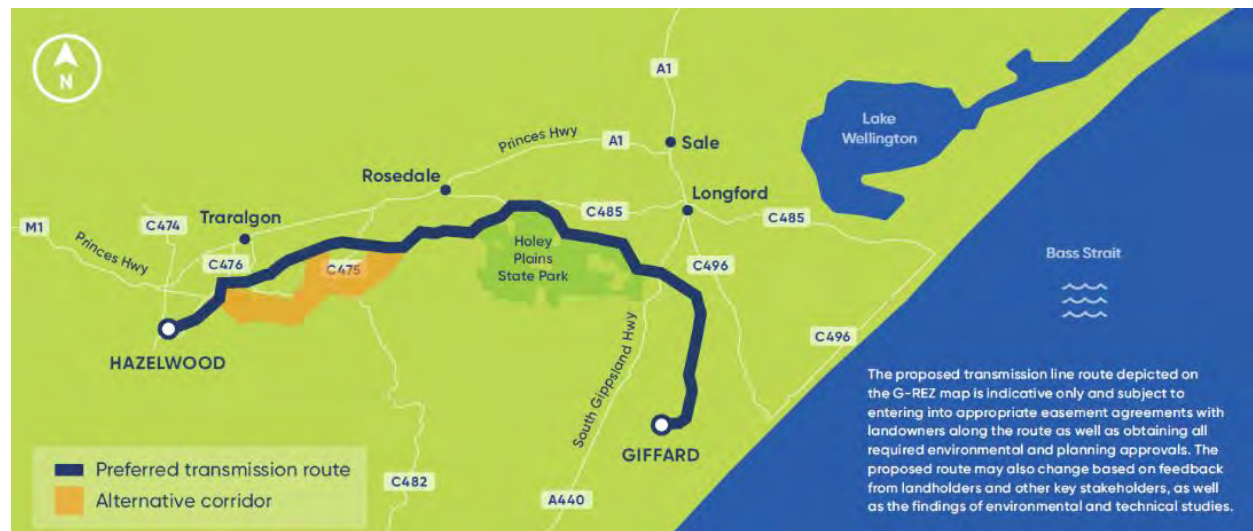 N
A1
Lake
Wellington
Princes Hwy
A1
Sale
Rosedale
Longford
Traralgon
C474
C485
C485
M1
Princes Hwy
C476
C475
Holey
Plains
State Park
C496
Bass Strait
HAZELWOOD
South Gippsland Hwy
C496
GIFFARD
C482
A440
Preferred transmission route
Alternative corridor
The proposed transmission line route depicted on
the G-REZ map is indicative only and subject to
entering into appropriate easement agreements with
landowners along the route as well as obtaining all
required environmental and planning approvals. The
proposed route may also change based on feedback
from landholders and other key stakeholders, as well
as the findings of environmental and technical studies.